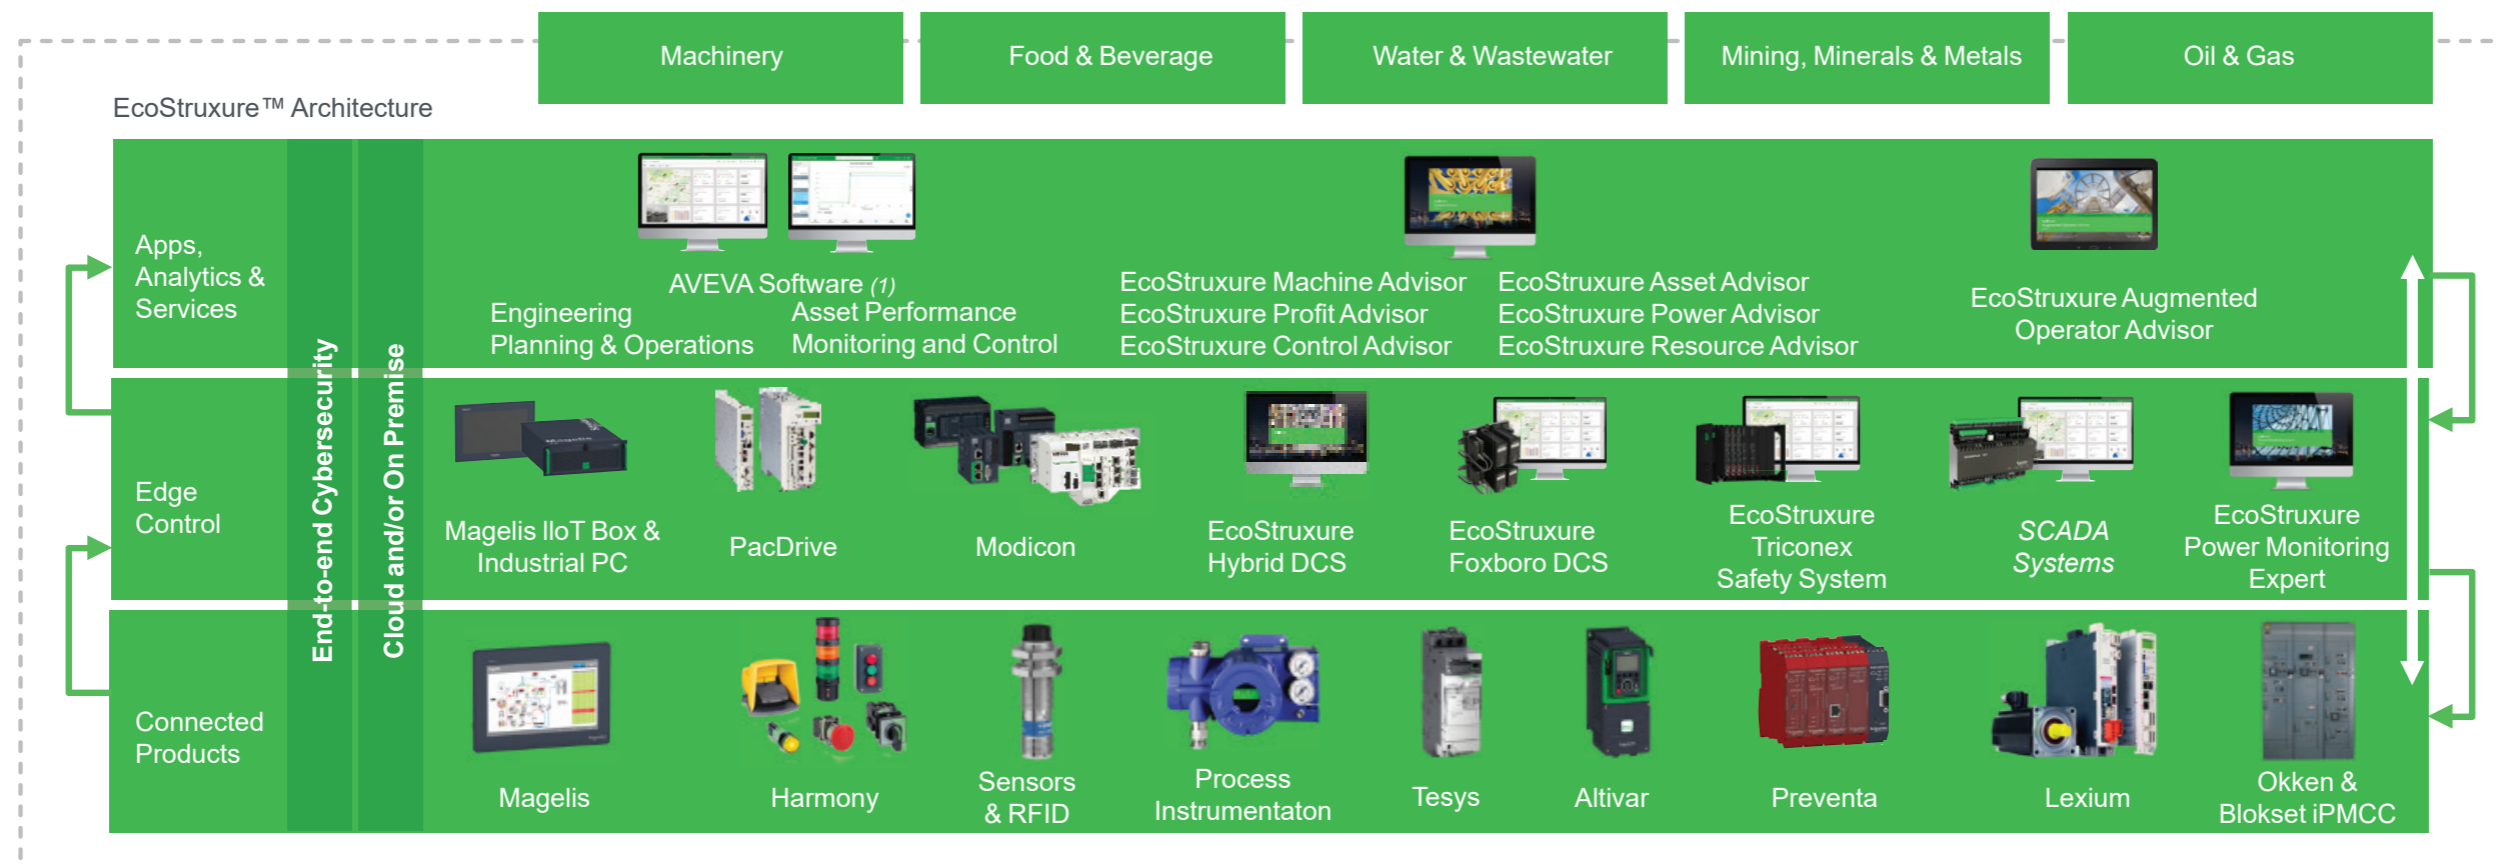 Machinery
Food & Beverage
Water & Wastewater
Mining, Minerals & Metals
Oil & Gas
EcoStruxure™ Architecture
End-to-end Cybersecurity
Cloud and/or On Premise
Apps,
Analytics &
Services
AVEVA Software (1)
Engineering
Planning & Operations
Asset Performance
Monitoring and Control
EcoStruxure Machine Advisor
EcoStruxure Profit Advisor
EcoStruxure Control Advisor
EcoStruxure Asset Advisor
EcoStruxure Power Advisor
EcoStruxure Resource Advisor
EcoStruxure Augmented
Operator Advisor
Edge
Control
Magelis IIoT Box &
Industrial PC
PacDrive
Modicon
EcoStruxure
Hybrid DCS
EcoStruxure
Foxboro DCS
EcoStruxure
Triconex
Safety System
SCADA
Systems
EcoStruxure
Power Monitoring
Expert
Connected
Products
Magelis
Harmony
Sensors
& RFID
Process
Instrumentaton
Tesys
Altivar
Preventa
Lexium
Okken &
Blokset iPMCC